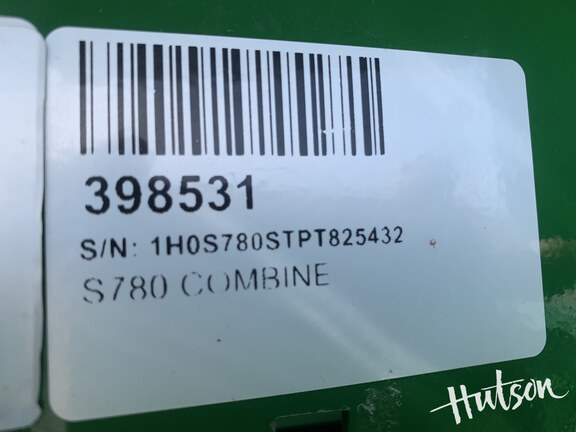 398531
S/N: 1H0S780STPT825432
S780 COMBINE
Hutson